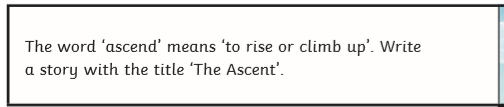 The word ‘ascend’ means ‘to rise or climb up’. Write
a story with the title ‘The Ascent’.